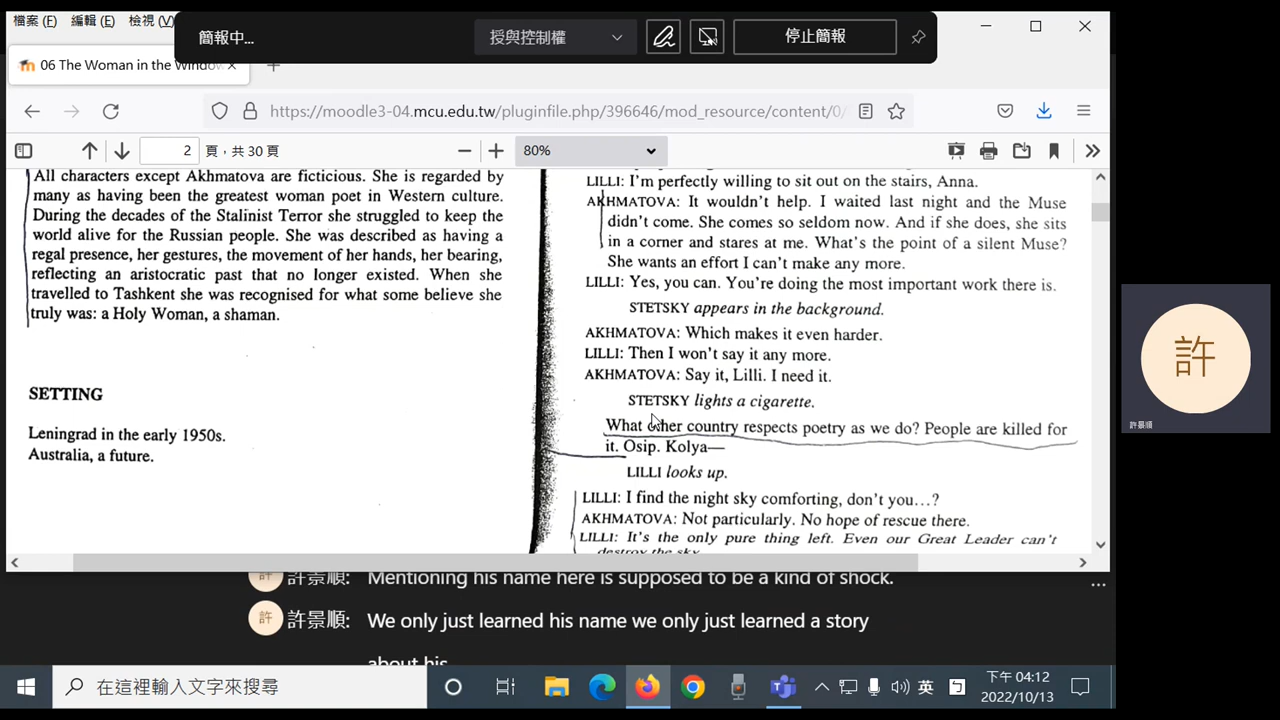 檔案 (F) 編輯 (E) 檢視 (V)
簡報中...
授與控制權
停止簡報
06 The Woman in the Window
https://moodle3-04.mcu.edu.tw/pluginfile.php/396646/mod_resource/content/0/
2 頁，共 30 頁
80%
All characters except Akhmatova are ficticious. She is regarded by
many as having been the greatest woman poet in Western culture.
During the decades of the Stalinist Terror she struggled to keep the
world alive for the Russian people. She was described as having a
regal presence, her gestures, the movement of her hands, her bearing,
reflecting an aristocratic past that no longer existed. When she
travelled to Tashkent she was recognised for what some believe she
truly was: a Holy Woman, a shaman.
SETTING
Leningrad in the early 1950s.
Australia, a future.
LILLI: I'm perfectly willing to sit out on the stairs, Anna.
AKHMATOVA: It wouldn't help. I waited last night and the Muse
didn't come. She comes so seldom now. And if she does, she sits
in a corner and stares at me. What's the point of a silent Muse?
She wants an effort I can't make any more.
LILLI: Yes, you can. You're doing the most important work there is.
STETSKY appears in the background.
AKHMATOVA: Which makes it even harder.
LILLI: Then I won't say it any more.
AKHMATOVA: Say it, Lilli. I need it.
STETSKY lights a cigarette.
What other country respects poetry as we do? People are killed for
it. Osip. Kolya—
LILLI looks up.
LILLI: I find the night sky comforting, don't you...?
AKHMATOVA: Not particularly. No hope of rescue there.
LILLI: It's the only pure thing left. Even our Great Leader can't
destroy the sky
許
許景順
許 許景順: Mentioning his name here is supposed to be a kind of shock.
許 許景順: We only just learned his name we only just learned a story
about his
在這裡輸入文字來搜尋
英
下午 04:12
2022/10/13